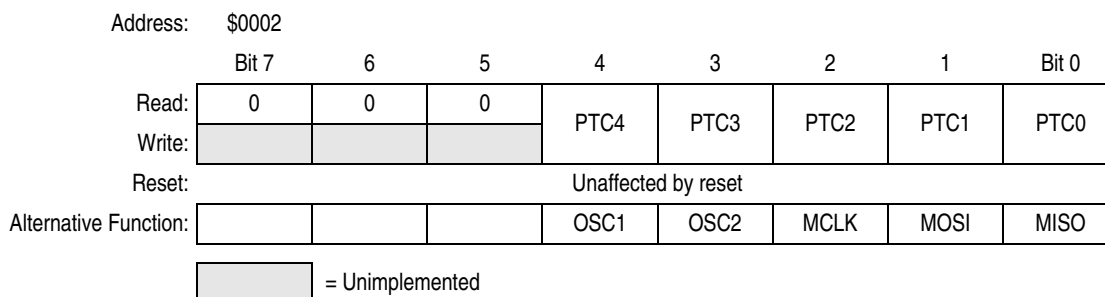 Address: $0002
Bit 7 6 5 4 3 2 1 Bit 0
Read: 0 0 0 PTC4 PTC3 PTC2 PTC1 PTC0
Write:
Reset: Unaffected by reset
Alternative Function: OSC1 OSC2 MCLK MOSI MISO
= Unimplemented